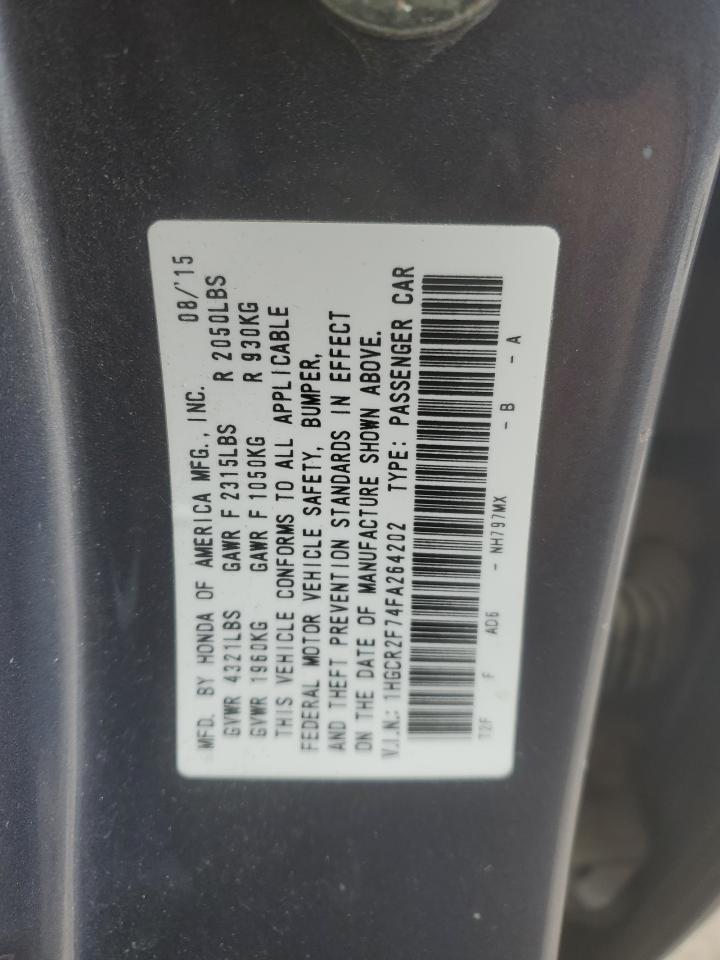 MFD. BY HONDA OF AMERICA MFG., INC. 08/'15
GVWR 4321LBS GAWR F 2315LBS R 2050LBS
GVWR 1960KG GAWR F 1050KG R 930KG
THIS VEHICLE CONFORMS TO ALL APPLICABLE
FEDERAL MOTOR VEHICLE SAFETY, BUMPER,
AND THEFT PREVENTION STANDARDS IN EFFECT
ON THE DATE OF MANUFACTURE SHOWN ABOVE.
V.I.N.: 1HGCR2F74FA264202 TYPE: PASSENGER CAR
T2F F AD6 - NH797MX - B - A